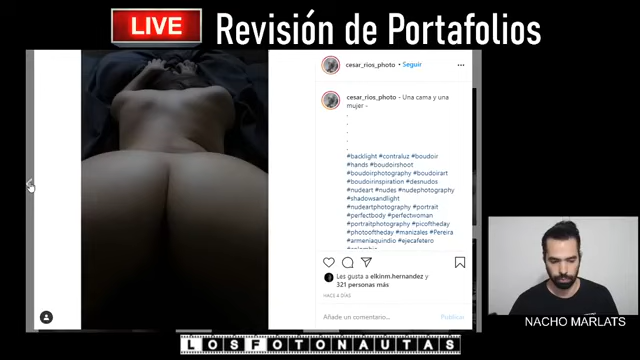 LIVE
Revisión de Portafolios
cesar_rios_photo • Seguir
cesar_rios_photo - Una cama y una
mujer -
.
.
.
.
#backlight #contraluz #boudoir
#hands #boudoirshoot
#boudoirphotography #boudoirart
#boudoirinspiration #desnudos
#nudeart #nudes #nudephotography
#shadowsandlight
#nudeartphotography #portrait
#perfectbody #perfectwoman
#portraitphotography #picoftheday
#photooftheday #manizales #Pereira
#armeniaquindio #ejecafetero
Les gusta a elkinm.hernandez y
321 personas más
HACE 4 DÍAS
Añade un comentario...
Publicar
NACHO MARLATS
LOSFOTONAUTAS